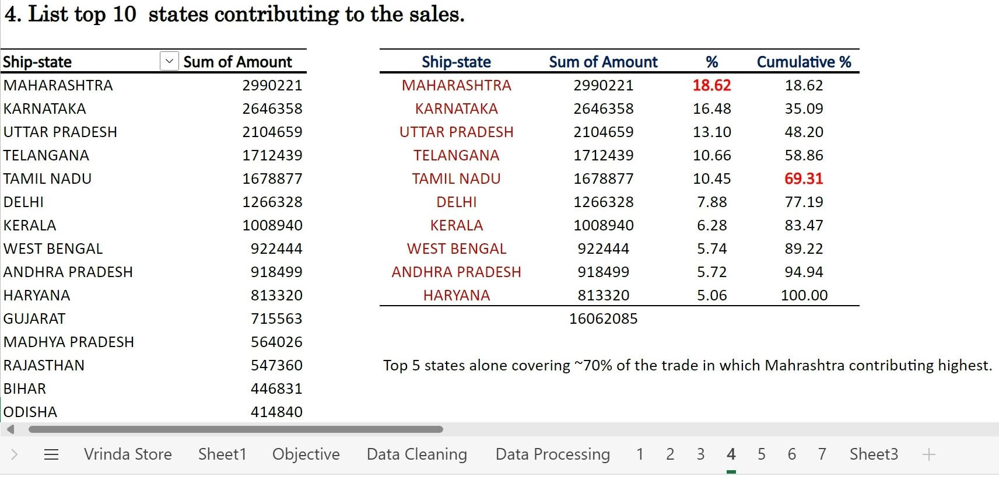 4. List top 10 states contributing to the sales.
Ship-state Sum of Amount
MAHARASHTRA 2990221
KARNATAKA 2646358
UTTAR PRADESH 2104659
TELANGANA 1712439
TAMIL NADU 1678877
DELHI 1266328
KERALA 1008940
WEST BENGAL 922444
ANDHRA PRADESH 918499
HARYANA 813320
GUJARAT 715563
MADHYA PRADESH 564026
RAJASTHAN 547360
BIHAR 446831
ODISHA 414840
Ship-state Sum of Amount % Cumulative %
MAHARASHTRA 2990221 18.62 18.62
KARNATAKA 2646358 16.48 35.09
UTTAR PRADESH 2104659 13.10 48.20
TELANGANA 1712439 10.66 58.86
TAMIL NADU 1678877 10.45 69.31
DELHI 1266328 7.88 77.19
KERALA 1008940 6.28 83.47
WEST BENGAL 922444 5.74 89.22
ANDHRA PRADESH 918499 5.72 94.94
HARYANA 813320 5.06 100.00
16062085
Top 5 states alone covering ~70% of the trade in which Mahrashtra contributing highest.
Vrinda Store Sheet1 Objective Data Cleaning Data Processing 1 2 3 4 5 6 7 Sheet3